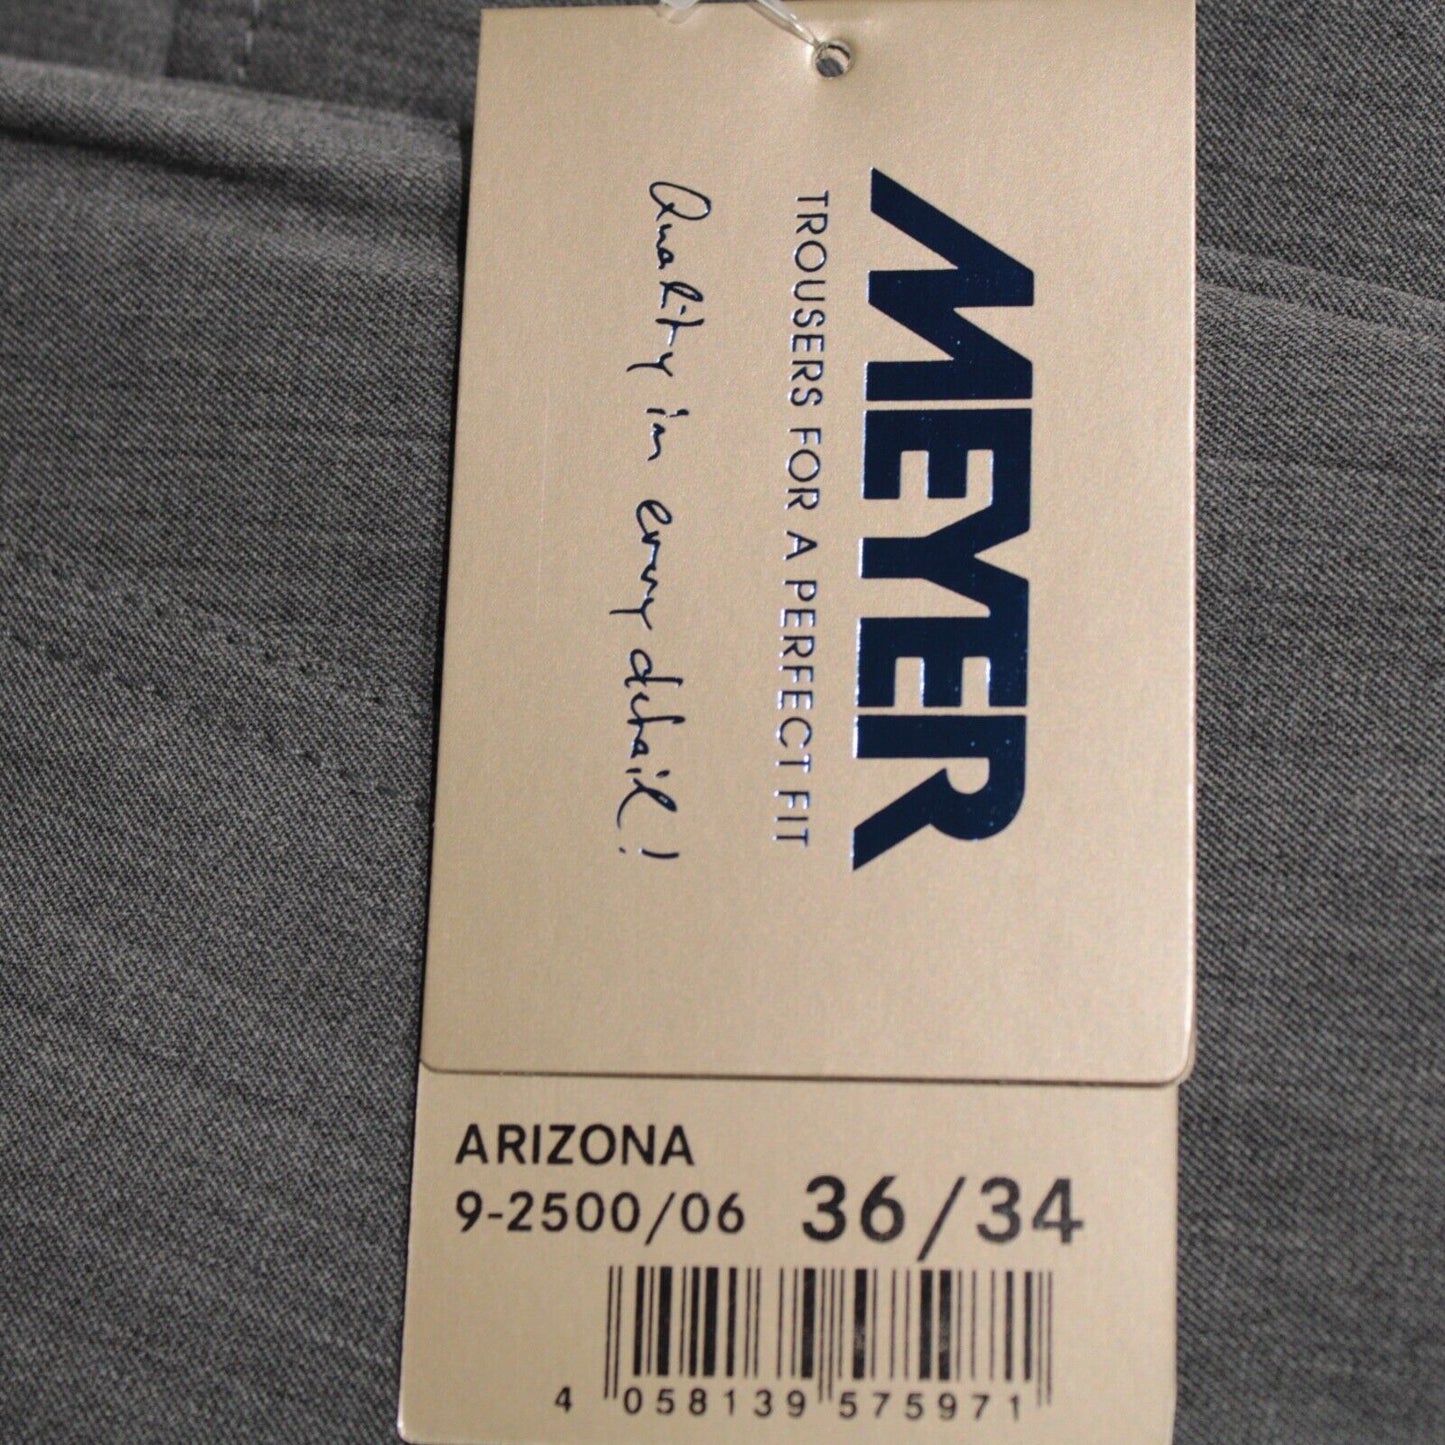 MEYER
TROUSERS FOR A PERFECT FIT
Quality in every detail!
ARIZONA
9-2500/06 36/34
4 058139 575971